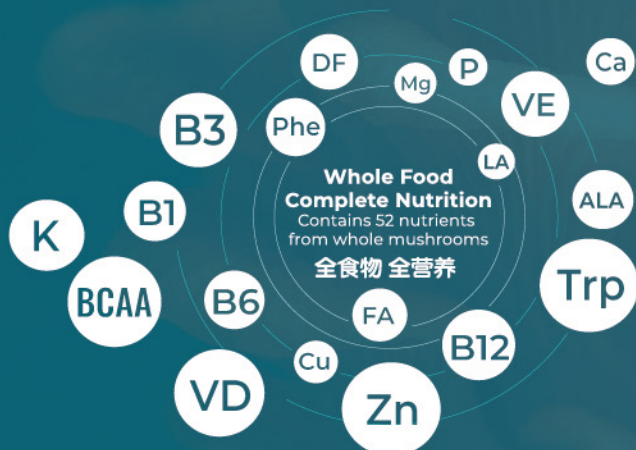 DF
Mg
P
Ca
B3
Phe
VE
LA
Whole Food
Complete Nutrition
Contains 52 nutrients
from whole mushrooms
全食物 全营养
ALA
B1
K
BCAA
B6
FA
Trp
B12
Cu
VD
Zn